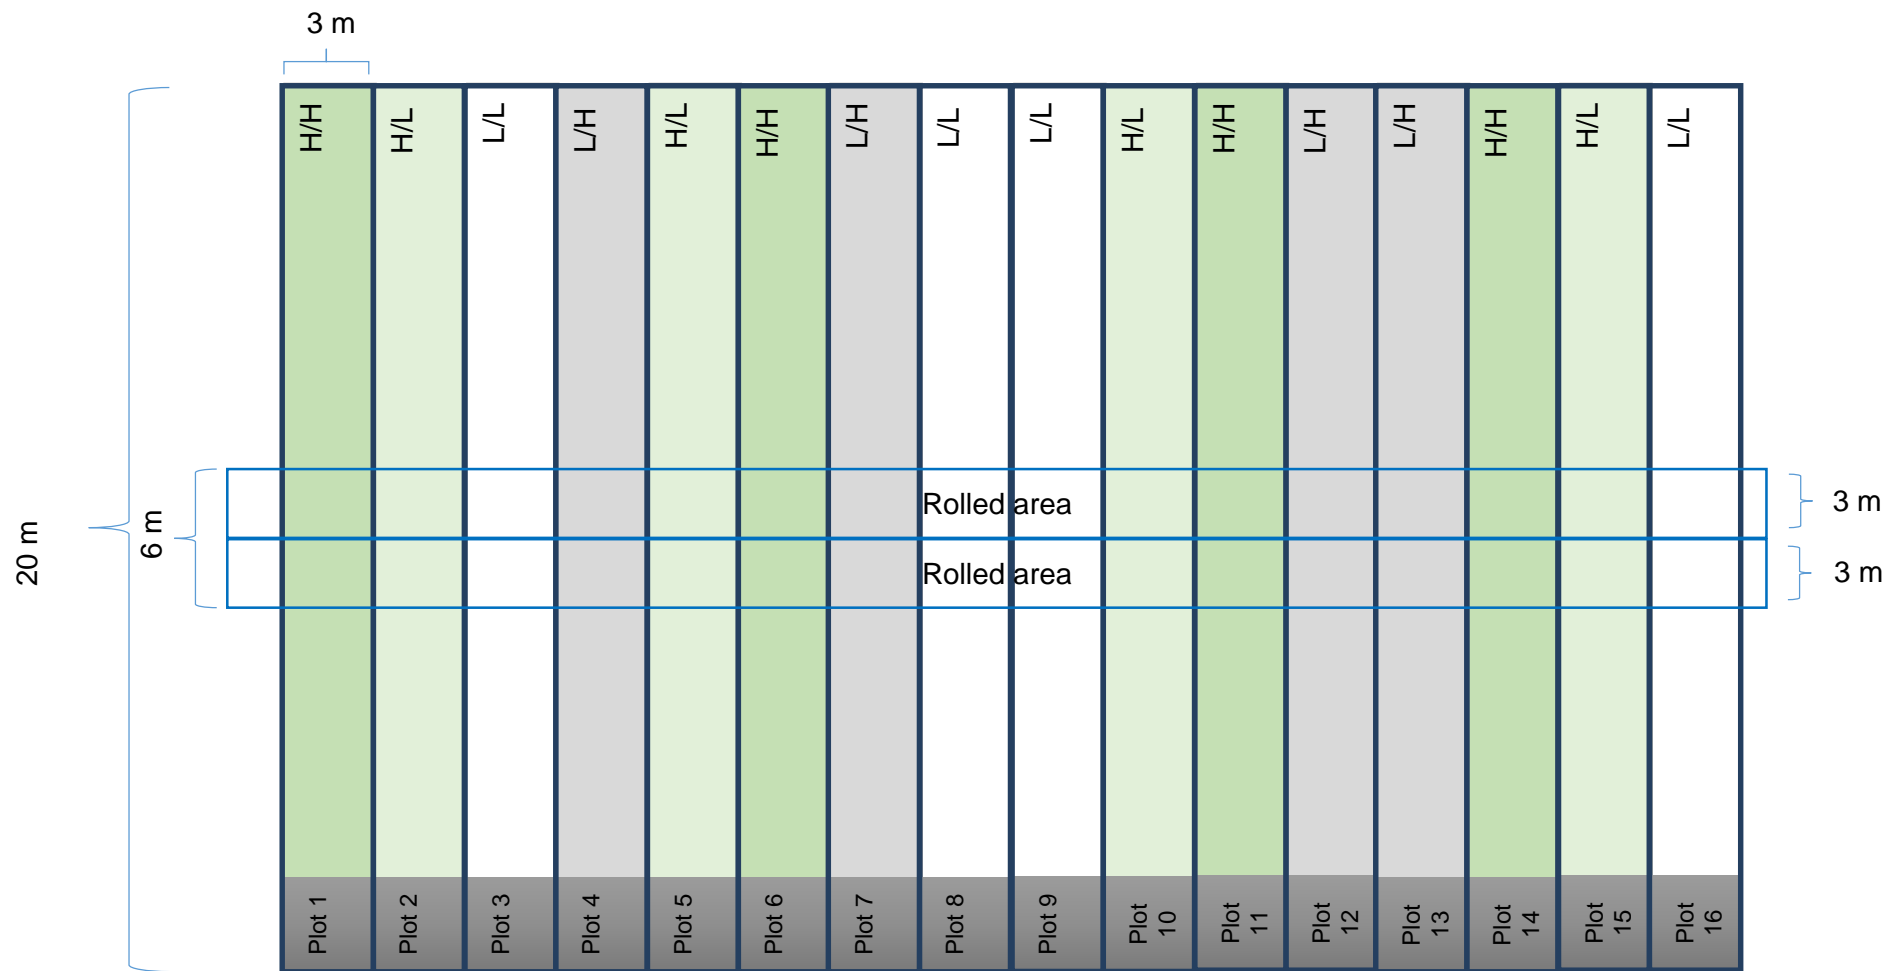 3 m
H/H
H/L
L/L
L/H
H/L
H/H
L/H
L/L
L/L
H/L
H/H
L/H
L/H
H/H
H/L
L/L
20 m
6 m
Rolled area
3 m
Rolled area
3 m
Plot 1
Plot 2
Plot 3
Plot 4
Plot 5
Plot 6
Plot 7
Plot 8
Plot 9
Plot
10
Plot
11
Plot
12
Plot
13
Plot
14
Plot
15
Plot
16